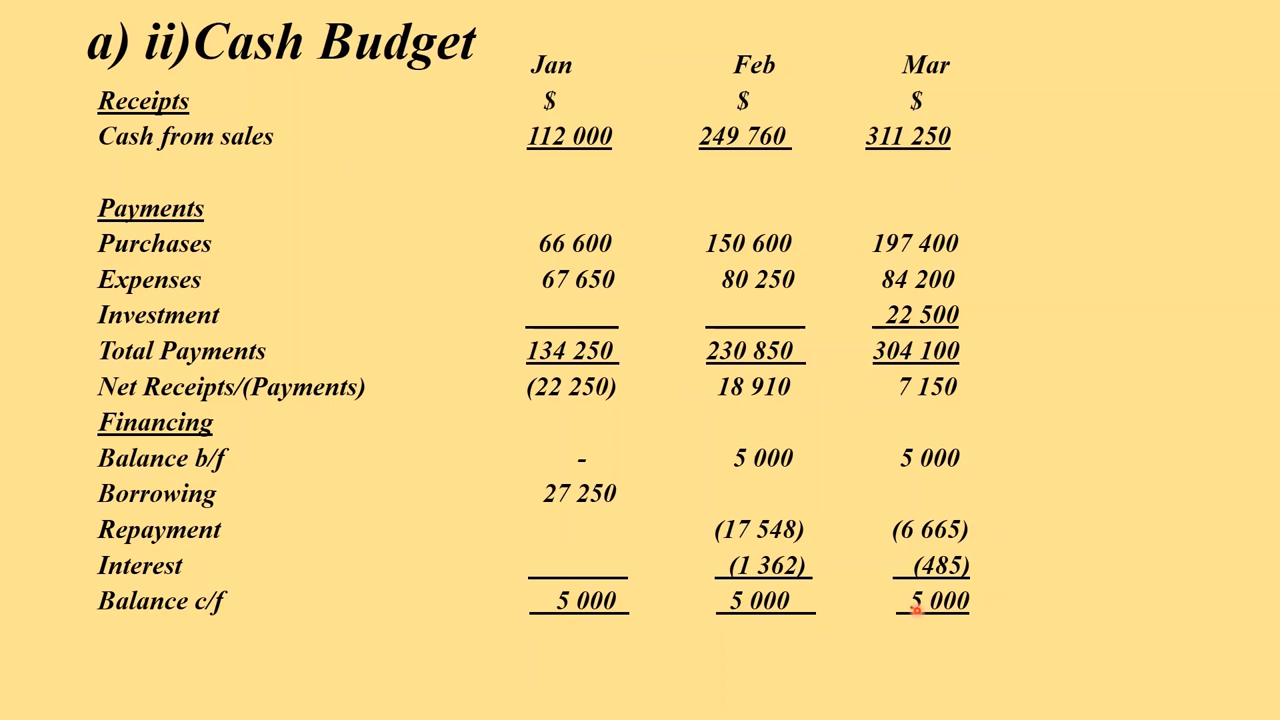 a) ii)Cash Budget
Jan Feb Mar
Receipts $ $ $
Cash from sales 112 000 249 760 311 250
Payments
Purchases 66 600 150 600 197 400
Expenses 67 650 80 250 84 200
Investment 22 500
Total Payments 134 250 230 850 304 100
Net Receipts/(Payments) (22 250) 18 910 7 150
Financing
Balance b/f - 5 000 5 000
Borrowing 27 250
Repayment (17 548) (6 665)
Interest (1 362) (485)
Balance c/f 5 000 5 000 5 000